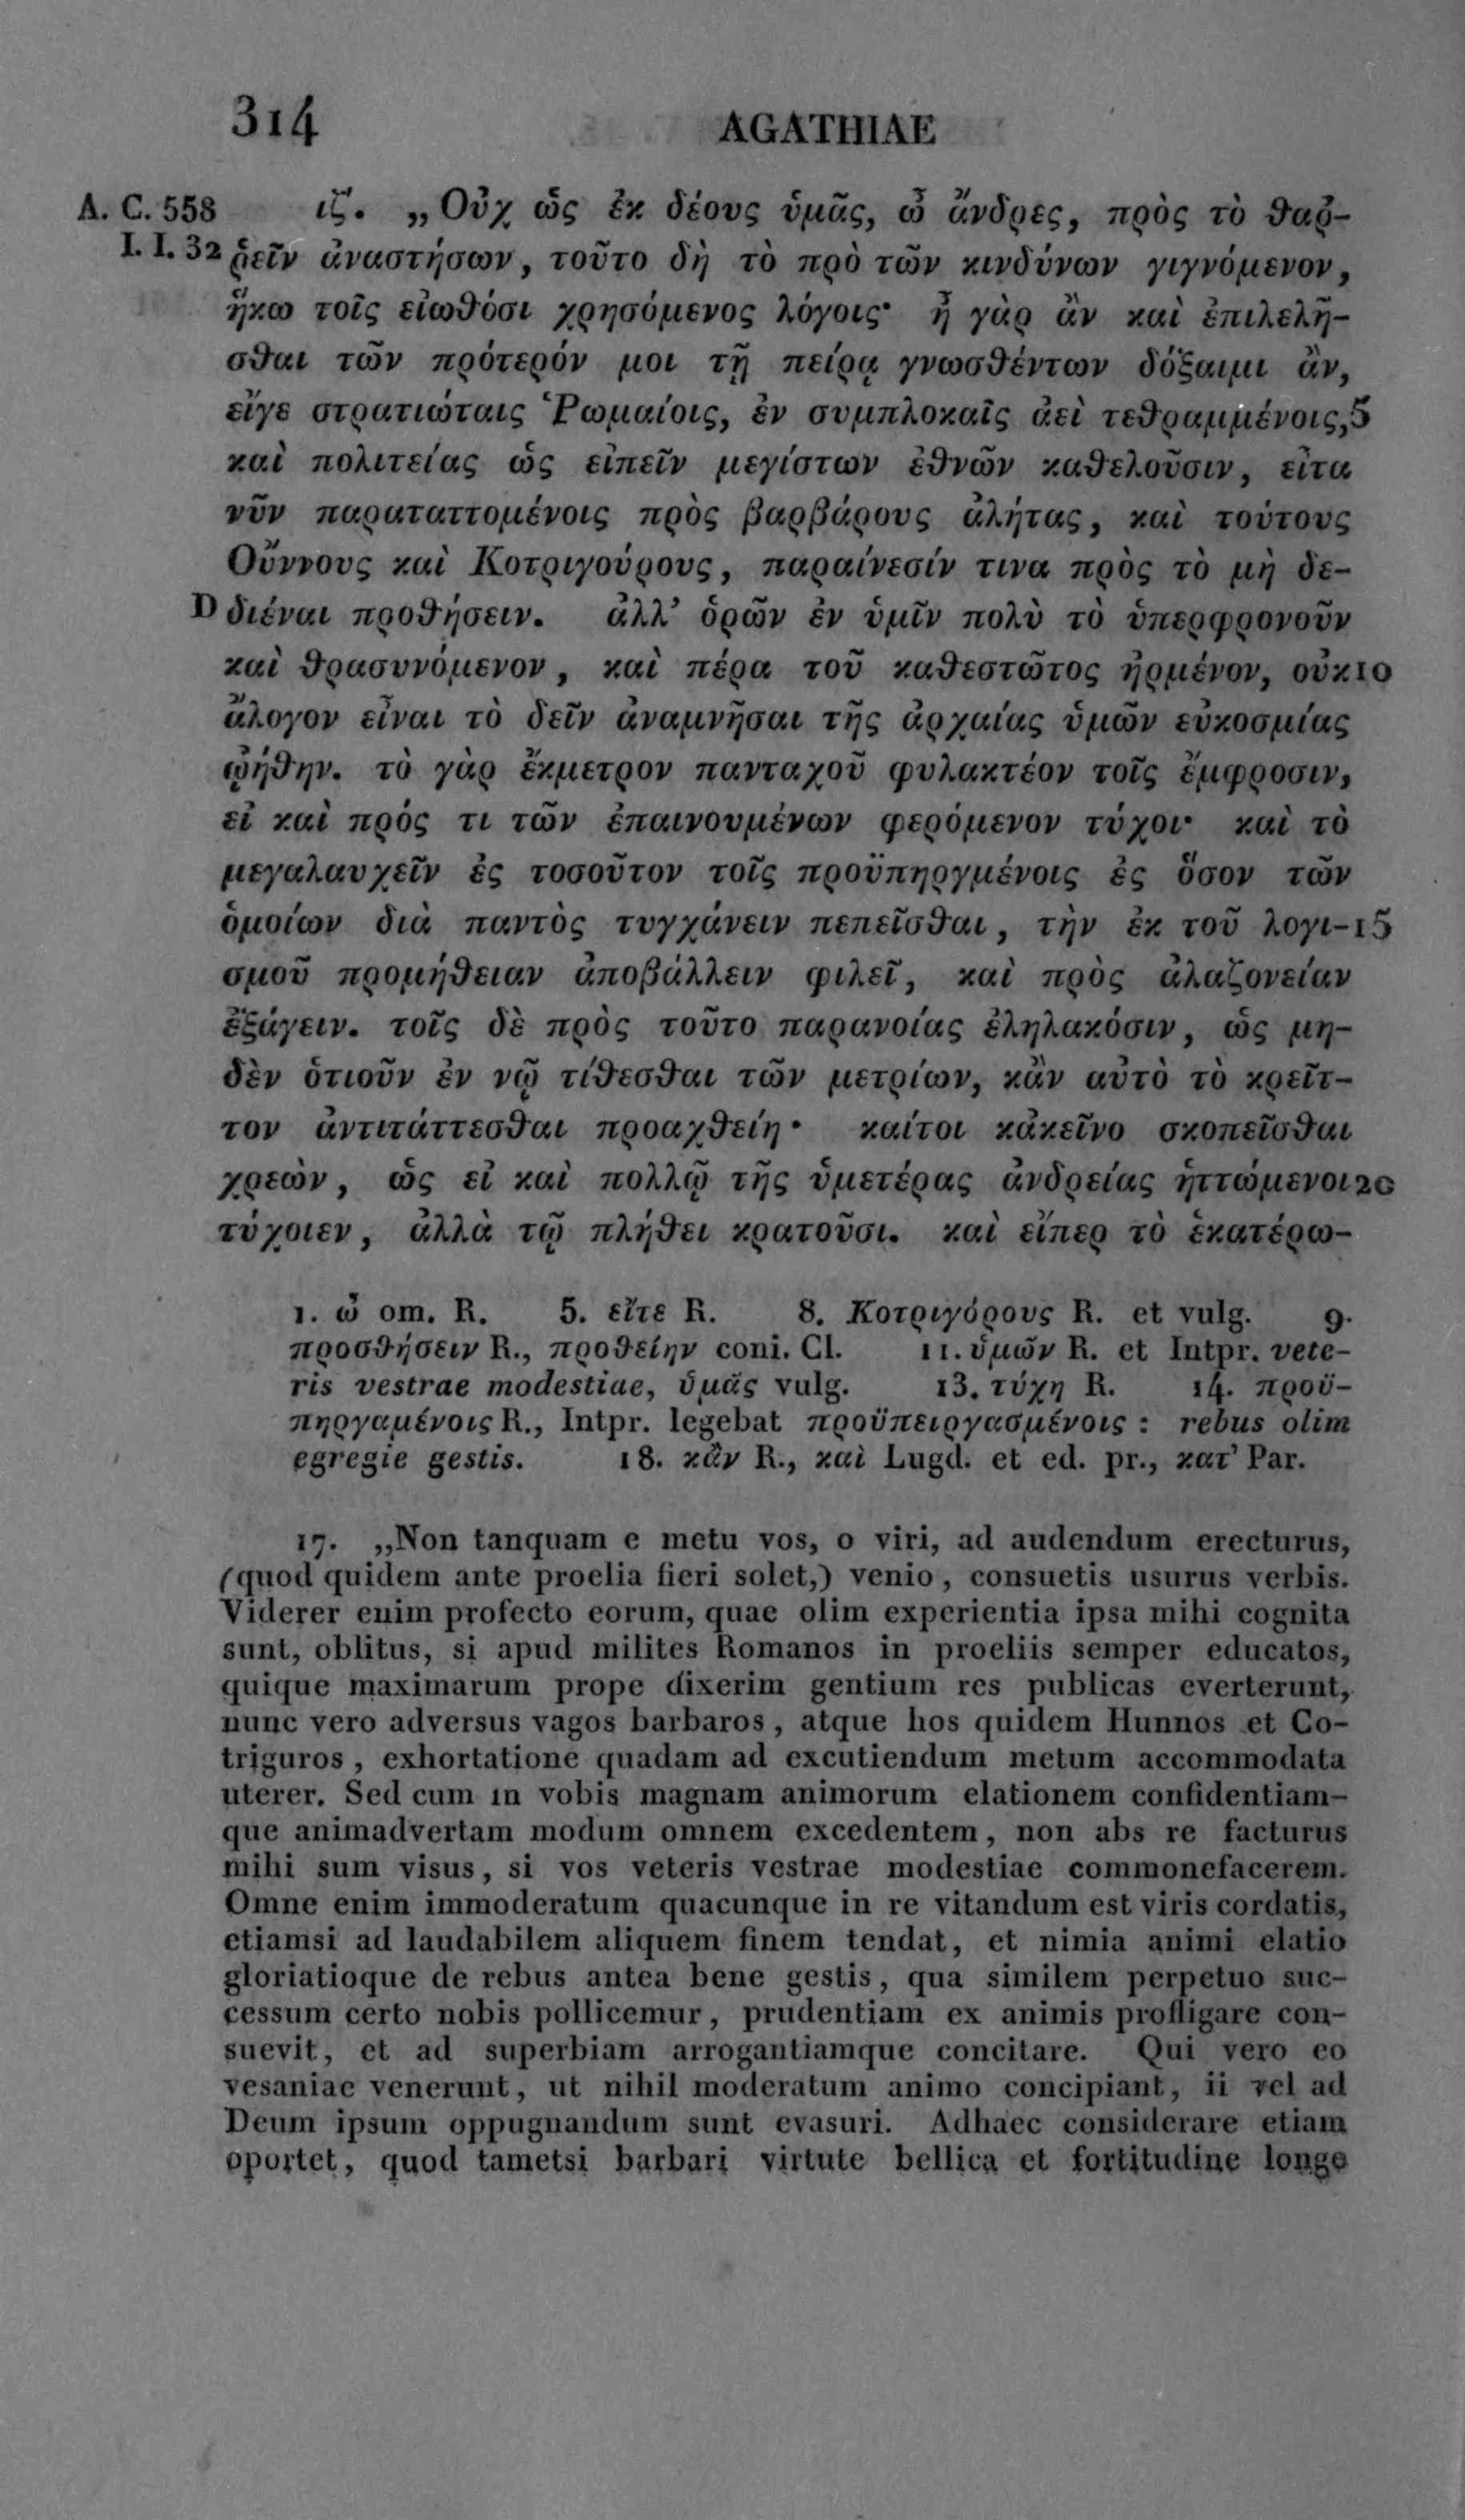 314 AGATHIAE
A. C. 558 ιζ'. „Οὐχ ὡς ἐκ δέους ὑμᾶς, ὦ ἄνδρες, πρὸς τὸ θαῤ-
I. I. 32 ῥεῖν ἀναστήσων, τοῦτο δὴ τὸ πρὸ τῶν κινδύνων γιγνόμενον,
ἥκω τοῖς εἰωθόσι χρησόμενος λόγοις· ἦ γὰρ ἂν καὶ ἐπιλελῆ-
σθαι τῶν πρότερόν μοι τῇ πείρᾳ γνωσθέντων δόξαιμι ἂν,
εἴγε στρατιώταις Ῥωμαίοις, ἐν συμπλοκαῖς ἀεὶ τεθραμμένοις, 5
καὶ πολιτείας ὡς εἰπεῖν μεγίστων ἐθνῶν καθελοῦσιν, εἶτα
νῦν παραταττομένοις πρὸς βαρβάρους ἀλήτας, καὶ τούτους
Οὔννους καὶ Κοτριγούρους, παραίνεσίν τινα πρὸς τὸ μὴ δε-
D διέναι προθήσειν. ἀλλ' ὁρῶν ἐν ὑμῖν πολὺ τὸ ὑπερφρονοῦν
καὶ θρασυνόμενον, καὶ πέρα τοῦ καθεστῶτος ἠρμένον, οὐκ 10
ἄλογον εἶναι τὸ δεῖν ἀναμνῆσαι τῆς ἀρχαίας ὑμῶν εὐκοσμίας
ᾠήθην. τὸ γὰρ ἔκμετρον πανταχοῦ φυλακτέον τοῖς ἔμφροσιν,
εἰ καὶ πρός τι τῶν ἐπαινουμένων φερόμενον τύχοι· καὶ τὸ
μεγαλαυχεῖν ἐς τοσοῦτον τοῖς προϋπηργμένοις ἐς ὅσον τῶν
ὁμοίων διὰ παντὸς τυγχάνειν πεπεῖσθαι, τὴν ἐκ τοῦ λογι- 15
σμοῦ προμήθειαν ἀποβάλλειν φιλεῖ, καὶ πρὸς ἀλαζονείαν
ἐξάγειν. τοῖς δὲ πρὸς τοῦτο παρανοίας ἐληλακόσιν, ὡς μη-
δὲν ὁτιοῦν ἐν νῷ τίθεσθαι τῶν μετρίων, κἂν αὐτὸ τὸ κρεῖτ-
τον ἀντιτάττεσθαι προαχθείη· καίτοι κἀκεῖνο σκοπεῖσθαι
χρεὼν, ὡς εἰ καὶ πολλῷ τῆς ὑμετέρας ἀνδρείας ἡττώμενοι 20
τύχοιεν, ἀλλὰ τῷ πλήθει κρατοῦσι. καὶ εἴπερ τὸ ἑκατέρω-
1. ὦ om. R. 5. εἴτε R. 8. Κοτριγόρους R. et vulg. 9.
προσθήσειν R., προθείην coni. Cl. 11. ὑμῶν R. et Intpr. vete-
ris vestrae modestiae, ὑμᾶς vulg. 13. τύχη R. 14. προϋ-
πηργαμένοις R., Intpr. legebat προϋπειργασμένοις : rebus olim
egregie gestis. 18. κἂν R., καὶ Lugd. et ed. pr., κατ' Par.
17. „Non tanquam e metu vos, o viri, ad audendum erecturus,
(quod quidem ante proelia fieri solet,) venio, consuetis usurus verbis.
Viderer enim profecto eorum, quae olim experientia ipsa mihi cognita
sunt, oblitus, si apud milites Romanos in proeliis semper educatos,
quique maximarum prope dixerim gentium res publicas everterunt,
nunc vero adversus vagos barbaros, atque hos quidem Hunnos et Co-
triguros, exhortatione quadam ad excutiendum metum accommodata
uterer. Sed cum in vobis magnam animorum elationem confidentiam-
que animadvertam modum omnem excedentem, non abs re facturus
mihi sum visus, si vos veteris vestrae modestiae commonefacerem.
Omne enim immoderatum quacunque in re vitandum est viris cordatis,
etiamsi ad laudabilem aliquem finem tendat, et nimia animi elatio
gloriatioque de rebus antea bene gestis, qua similem perpetuo suc-
cessum certo nobis pollicemur, prudentiam ex animis profligare con-
suevit, et ad superbiam arrogantiamque concitare. Qui vero eo
vesaniae venerunt, ut nihil moderatum animo concipiant, ii vel ad
Deum ipsum oppugnandum sunt evasuri. Adhaec considerare etiam
oportet, quod tametsi barbari virtute bellica et fortitudine longe